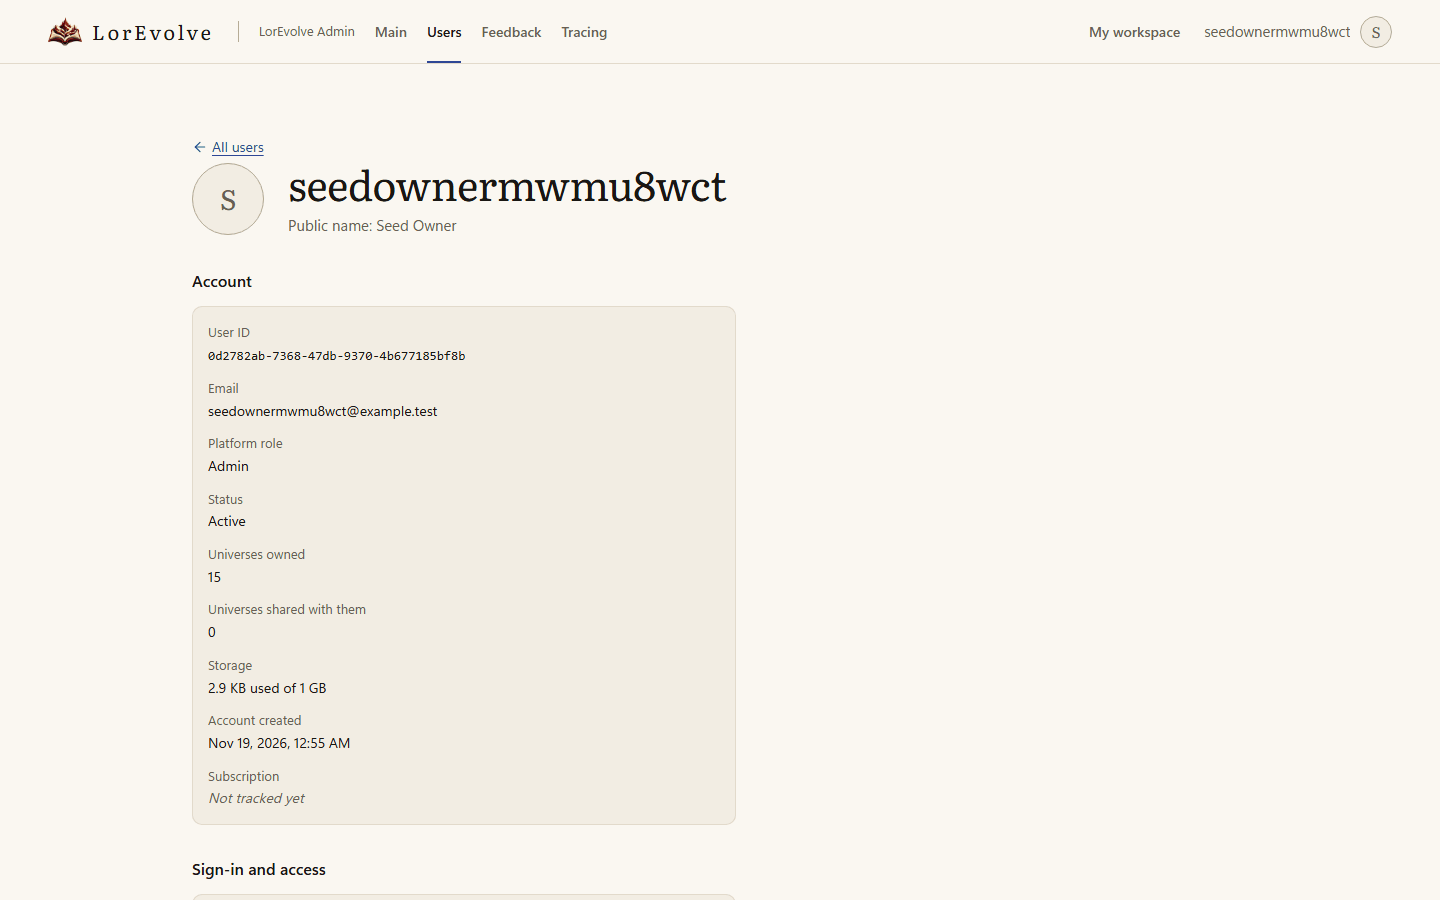 LorEvolve
LorEvolve Admin
Main
Users
Feedback
Tracing
My workspace
seedownermwmu8wct
S
← All users
S
seedownermwmu8wct
Public name: Seed Owner
Account
User ID
0d2782ab-7368-47db-9370-4b677185bf8b
Email
seedownermwmu8wct@example.test
Platform role
Admin
Status
Active
Universes owned
15
Universes shared with them
0
Storage
2.9 KB used of 1 GB
Account created
Nov 19, 2026, 12:55 AM
Subscription
Not tracked yet
Sign-in and access